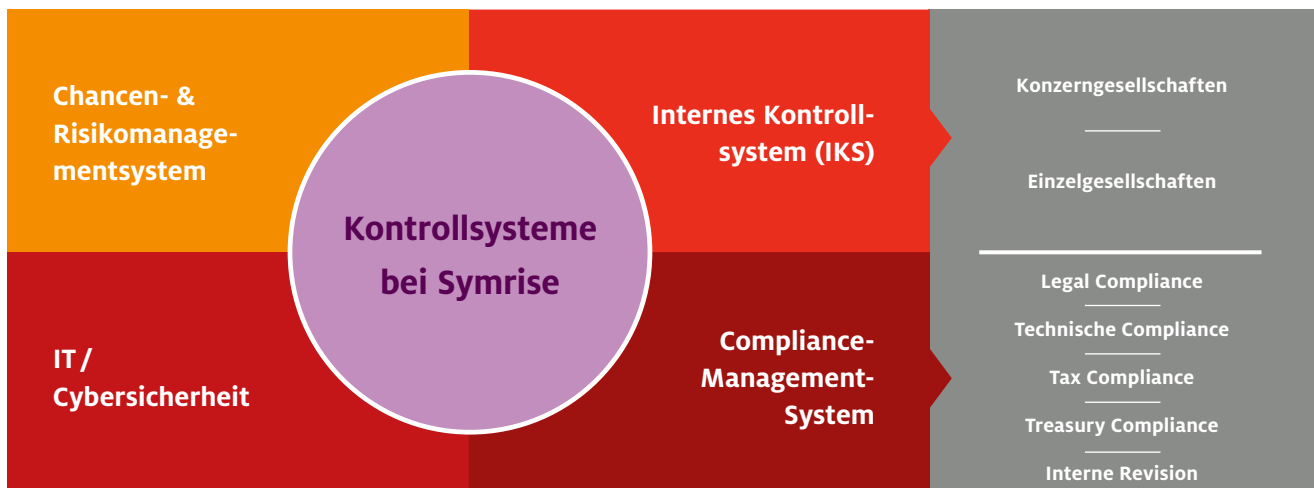 Chancen- &
Risikomanage-
mentsystem
Internes Kontroll-
system (IKS)
Kontrollsysteme
bei Symrise
IT /
Cybersicherheit
Compliance-
Management-
System
Konzerngesellschaften
Einzelgesellschaften
Legal Compliance
Technische Compliance
Tax Compliance
Treasury Compliance
Interne Revision